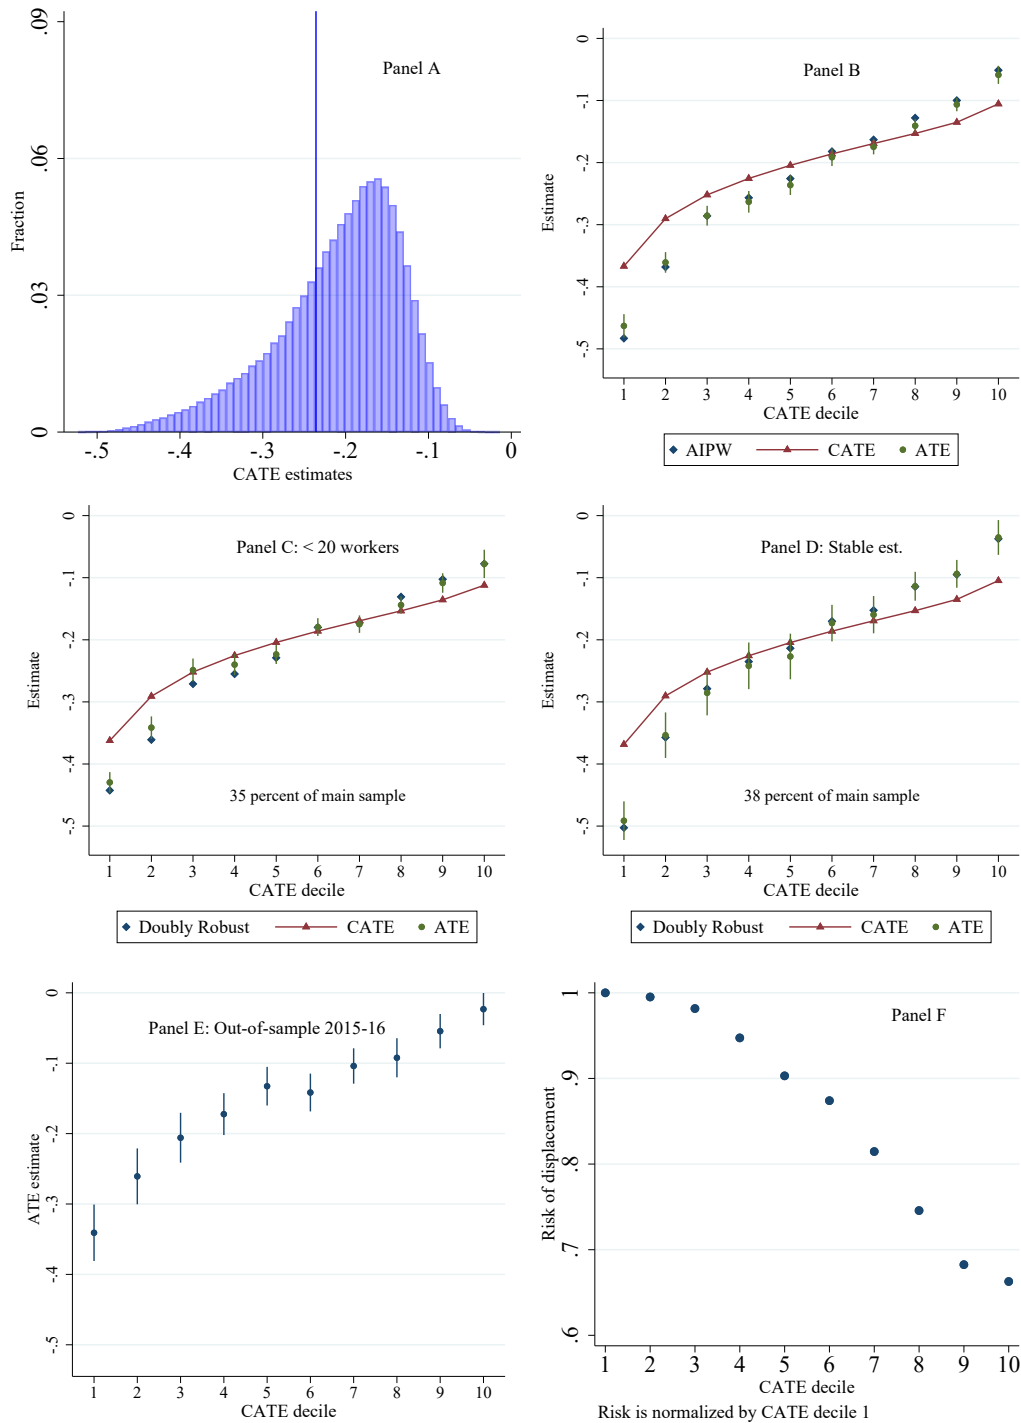 Panel A
Fraction
.09
.06
.03
0
-.5 -.4 -.3 -.2 -.1 0
CATE estimates
Panel B
Estimate
0
-.1
-.2
-.3
-.4
-.5
1 2 3 4 5 6 7 8 9 10
CATE decile
AIPW CATE ATE
Panel C: < 20 workers
Estimate
0
-.1
-.2
-.3
-.4
-.5
35 percent of main sample
1 2 3 4 5 6 7 8 9 10
CATE decile
Doubly Robust CATE ATE
Panel D: Stable est.
Estimate
0
-.1
-.2
-.3
-.4
-.5
38 percent of main sample
1 2 3 4 5 6 7 8 9 10
CATE decile
Doubly Robust CATE ATE
Panel E: Out-of-sample 2015-16
ATE estimate
0
-.1
-.2
-.3
-.4
-.5
1 2 3 4 5 6 7 8 9 10
CATE decile
Panel F
Risk of displacement
1
.9
.8
.7
.6
1 2 3 4 5 6 7 8 9 10
CATE decile
Risk is normalized by CATE decile 1